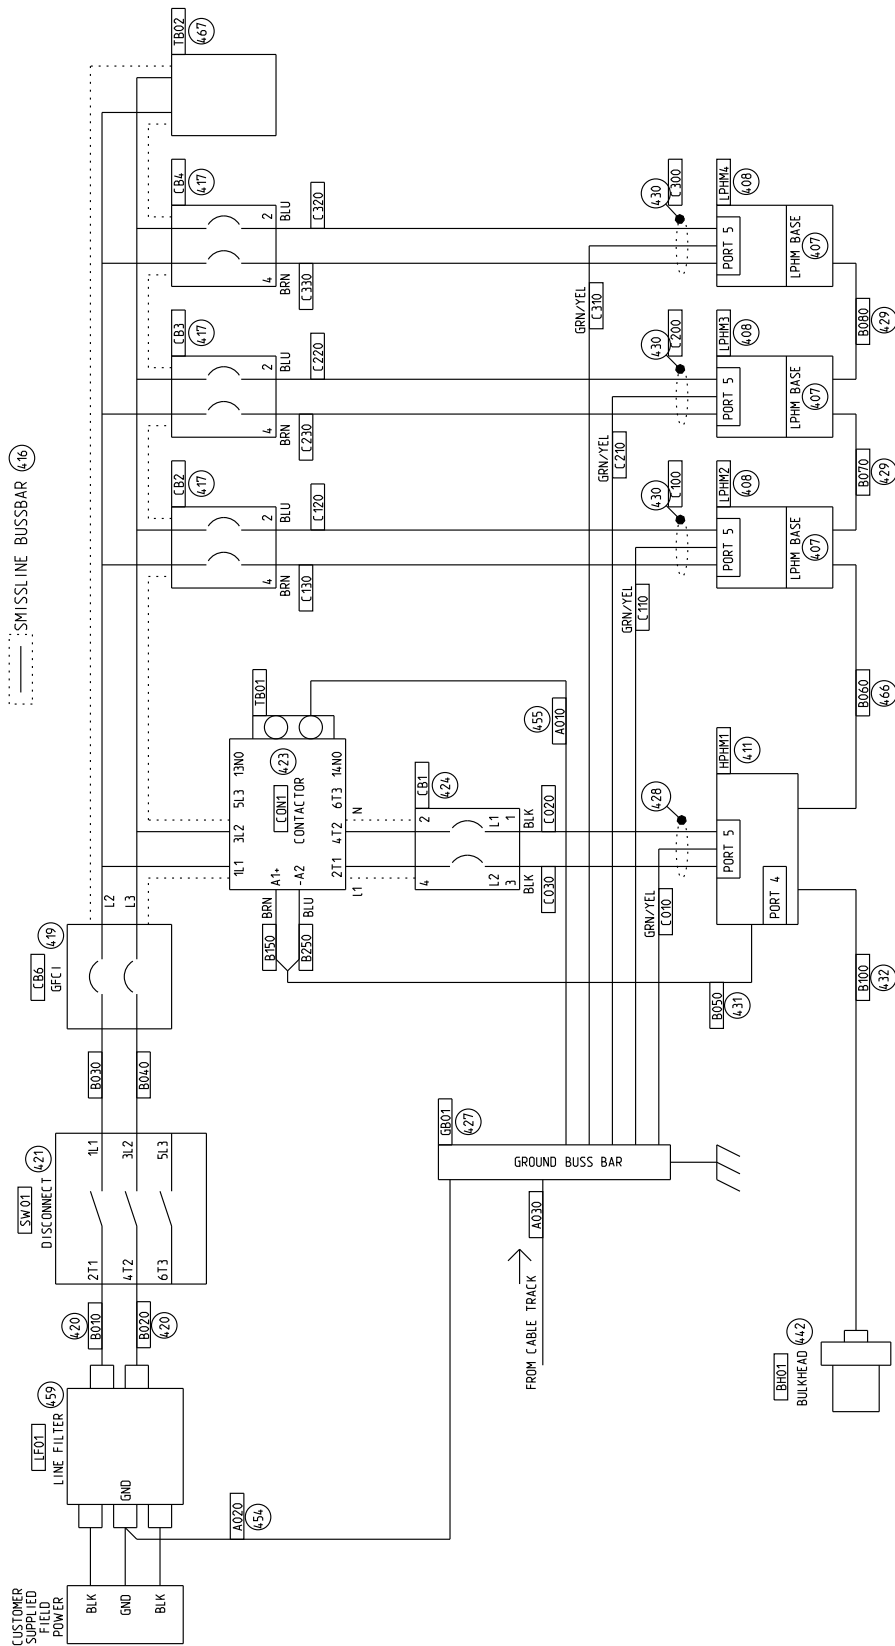 SMISSLINE BUSSBAR 416
CUSTOMER
SUPPLIED
FIELD
POWER
BLK
GND
BLK
LF01
LINE FILTER
459
GND
A020
454
420
B010
B020
420
SW01
DISCONNECT
421
2T1
4T2
6T3
1L1
3L2
5L3
B030
B040
CB6
GFCI
419
L2
L3
TB02
467
CB4
417
2
BLU
C320
4
BRN
C330
CB3
417
2
BLU
C220
4
BRN
C230
CB2
417
2
BLU
C120
4
BRN
C130
TB01
1L1
3L2
5L3
13NO
A1+
-A2
CON1
CONTACTOR
423
2T1
4T2
6T3
14NO
L1
N
BRN
BLU
B150
B250
CB1
424
2
4
L1
1
L2
3
BLK
C020
BLK
C030
455
A010
GB01
427
GROUND BUSS BAR
A030
FROM CABLE TRACK
GRN/YEL
C310
GRN/YEL
C210
GRN/YEL
C110
GRN/YEL
C010
430
C300
430
C200
430
C100
428
LPHM4
408
PORT 5
LPHM BASE
407
LPHM3
408
PORT 5
LPHM BASE
407
LPHM2
408
PORT 5
LPHM BASE
407
HPHM1
411
PORT 5
PORT 4
B080
429
B070
429
B060
466
B050
431
B100
432
BH01
BULKHEAD
442